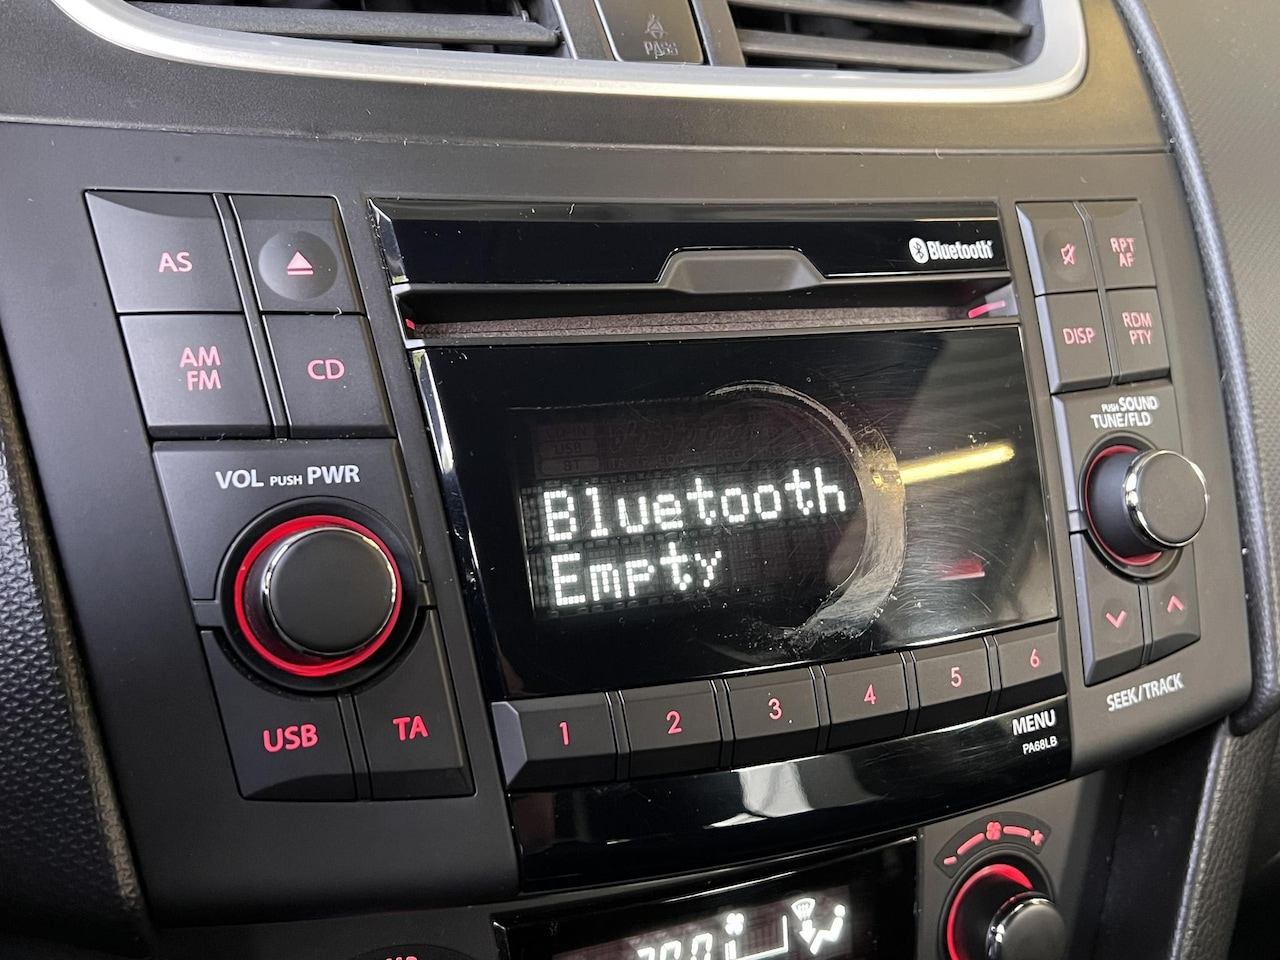 PASS
Bluetooth
AS
RPT
AF
AM
FM
CD
DISP
RDM
PTY
PUSH SOUND
TUNE/FLD
VOL PUSH PWR
Bluetooth
Empty
USB
TA
1
2
3
4
5
6
SEEK/TRACK
MENU
PA68LB